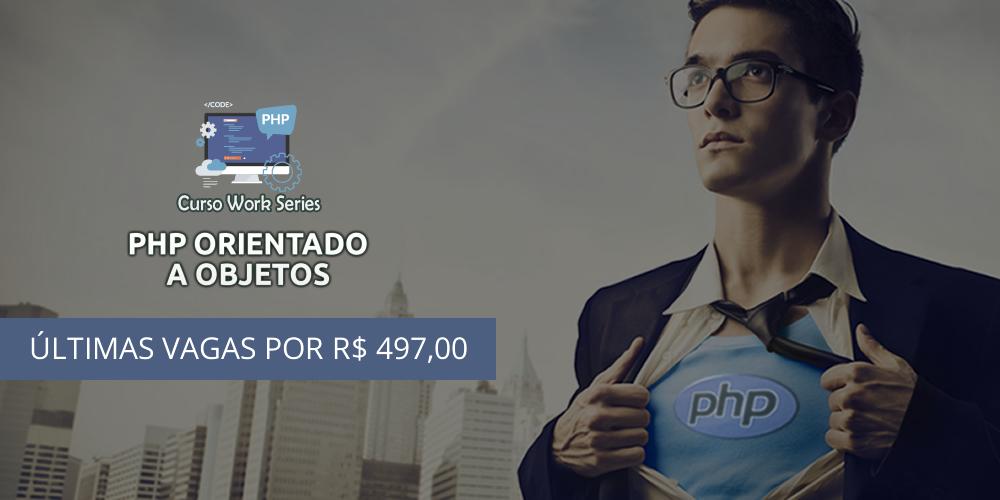 </CODE>
PHP
Curso Work Series
PHP ORIENTADO
A OBJETOS
ÚLTIMAS VAGAS POR R$ 497,00
php